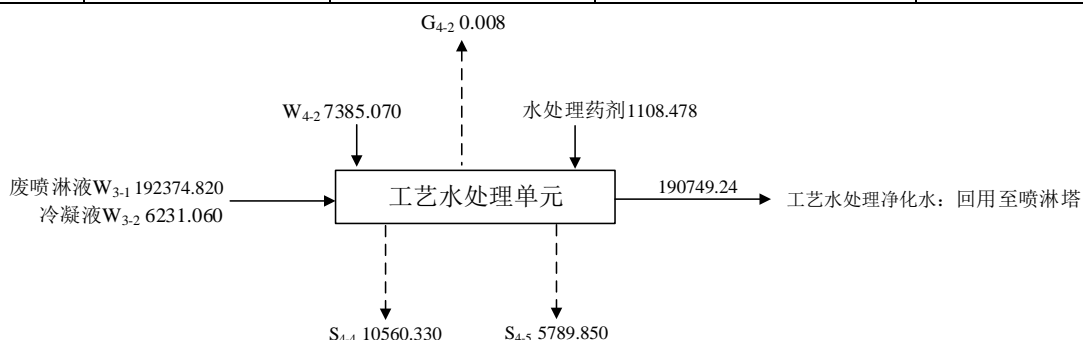 G4-2 0.008
W4-2 7385.070
水处理药剂1108.478
废喷淋液W3-1 192374.820
冷凝液W3-2 6231.060
工艺水处理单元
190749.24
工艺水处理净化水：回用至喷淋塔
S4-4 10560.330
S4-5 5789.850